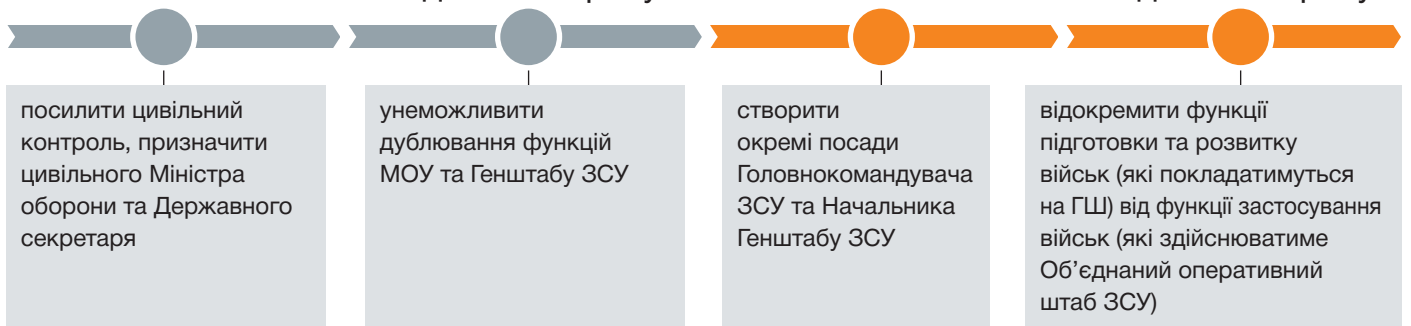 посилити цивільний
контроль, призначити
цивільного Міністра
оборони та Державного
секретаря
унеможливити
дублювання функцій
МОУ та Генштабу ЗСУ
створити
окремі посади
Головнокомандувача
ЗСУ та Начальника
Генштабу ЗСУ
відокремити функції
підготовки та розвитку
військ (які покладатимуться
на ГШ) від функції застосування
військ (які здійснюватиме
Об’єднаний оперативний
штаб ЗСУ)